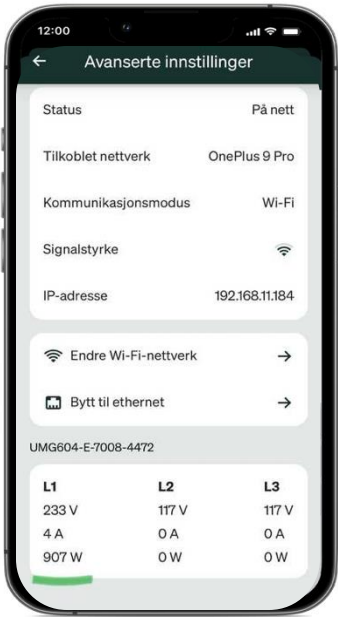 12:00
Avanserte innstillinger
Status På nett
Tilkoblet nettverk OnePlus 9 Pro
Kommunikasjonsmodus Wi-Fi
Signalstyrke
IP-adresse 192.168.11.184
Endre Wi-Fi-nettverk
Bytt til ethernet
UMG604-E-7008-4472
L1 L2 L3
233 V 117 V 117 V
4 A 0 A 0 A
907 W 0 W 0 W